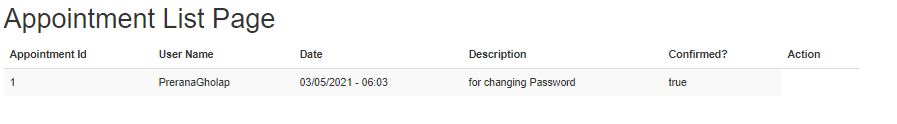 Appointment List Page
Appointment Id User Name Date Description Confirmed? Action
1 PreranaGholap 03/05/2021 - 06:03 for changing Password true